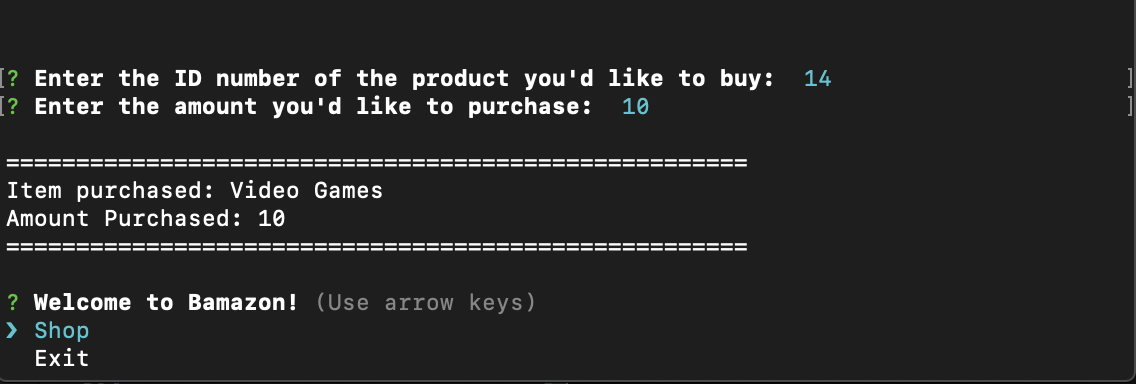 [? Enter the ID number of the product you'd like to buy:  14 ]
[? Enter the amount you'd like to purchase:  10 ]
=====================================================
Item purchased: Video Games
Amount Purchased: 10
=====================================================
? Welcome to Bamazon! (Use arrow keys)
❯ Shop
Exit